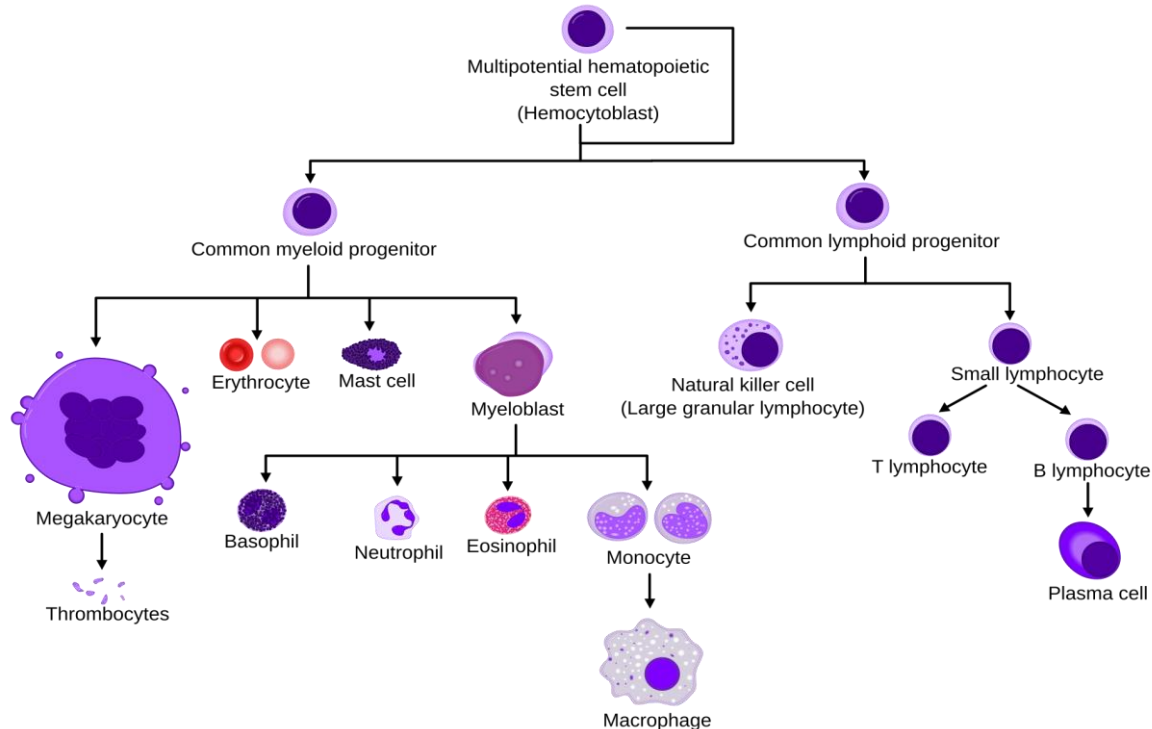 Multipotential hematopoietic
stem cell
(Hemocytoblast)
Common myeloid progenitor
Common lymphoid progenitor
Erythrocyte
Mast cell
Myeloblast
Natural killer cell
(Large granular lymphocyte)
Small lymphocyte
T lymphocyte
B lymphocyte
Megakaryocyte
Basophil
Neutrophil
Eosinophil
Monocyte
Plasma cell
Thrombocytes
Macrophage